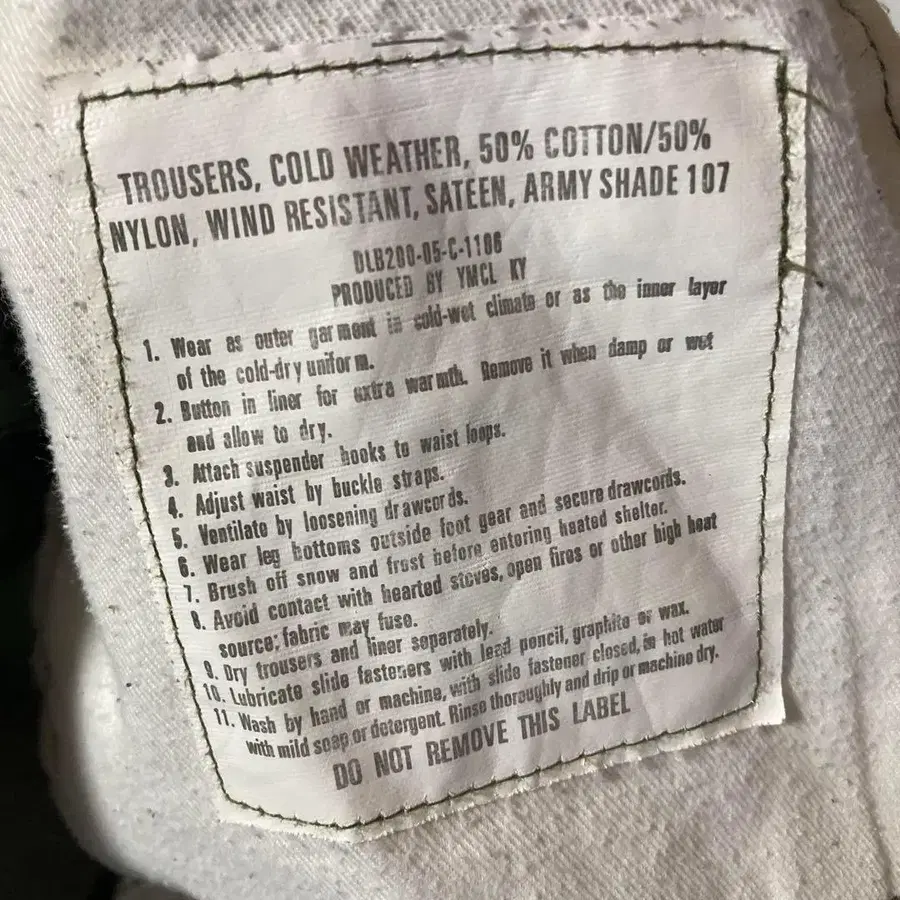 TROUSERS, COLD WEATHER, 50% COTTON/50%
NYLON, WIND RESISTANT, SATEEN, ARMY SHADE 107
DLB200-05-C-1106
PRODUCED BY YMCL KY
1. Wear as outer garment in cold-wet climate or as the inner layer
of the cold-dry uniform.
2. Button in liner for extra warmth. Remove it when damp or wet
and allow to dry.
3. Attach suspender hooks to waist loops.
4. Adjust waist by buckle straps.
5. Ventilate by loosening drawcords.
6. Wear leg bottoms outside foot gear and secure drawcords.
7. Brush off snow and frost before entering heated shelter.
8. Avoid contact with hearted stoves, open fires or other high heat
source; fabric may fuse.
9. Dry trousers and liner separately.
10. Lubricate slide fasteners with lead pencil, graphite or wax.
11. Wash by hand or machine, with slide fastener closed, in hot water
with mild soap or detergent. Rinse thoroughly and drip or machine dry.
DO NOT REMOVE THIS LABEL